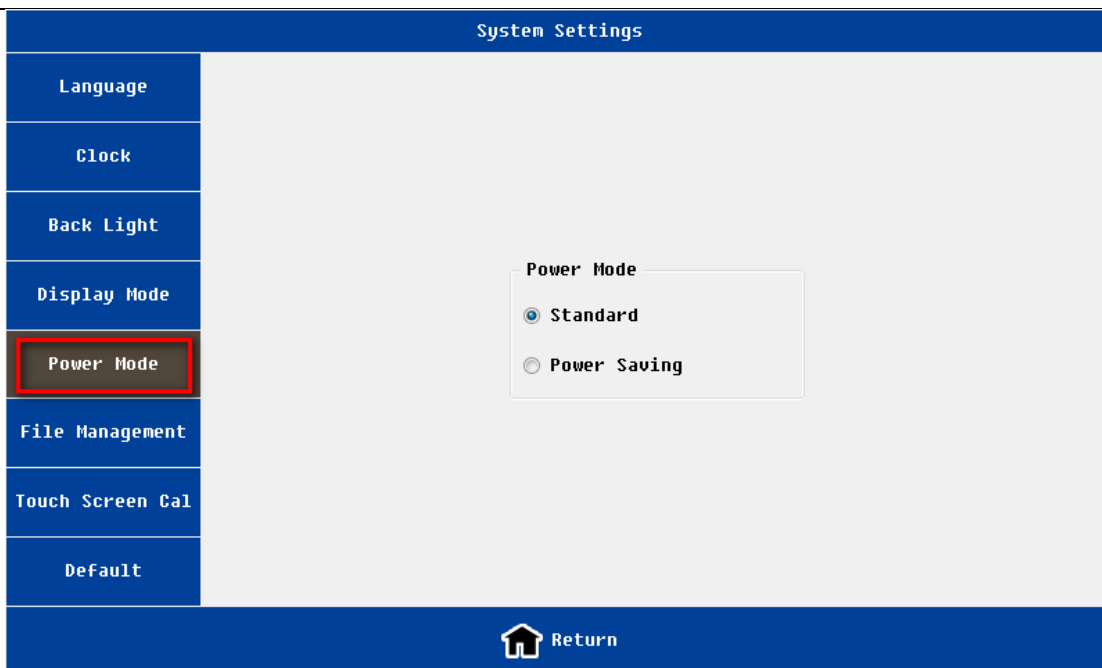 System Settings
Language
Clock
Back Light
Display Mode
Power Mode
File Management
Touch Screen Cal
Default
Power Mode
Standard
Power Saving
Return